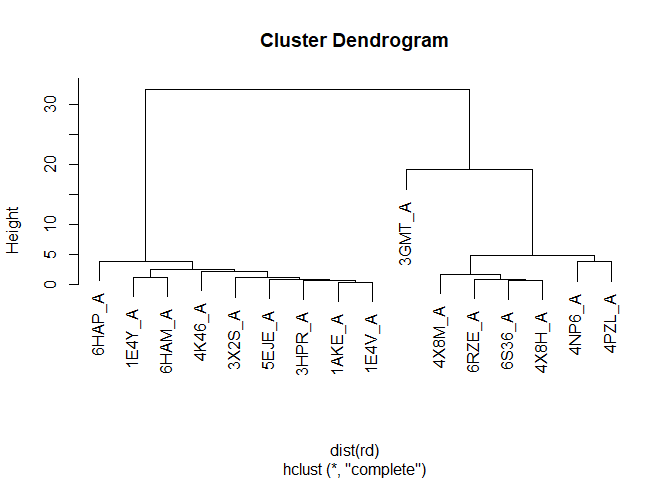 Cluster Dendrogram
Height
30
20
10
5
0
6HAP_A
1E4Y_A
6HAM_A
4K46_A
3X2S_A
5EJE_A
3HPR_A
1AKE_A
1E4V_A
3GMT_A
4X8M_A
6RZE_A
6S36_A
4X8H_A
4NP6_A
4PZL_A
dist(rd)
hclust (*, "complete")